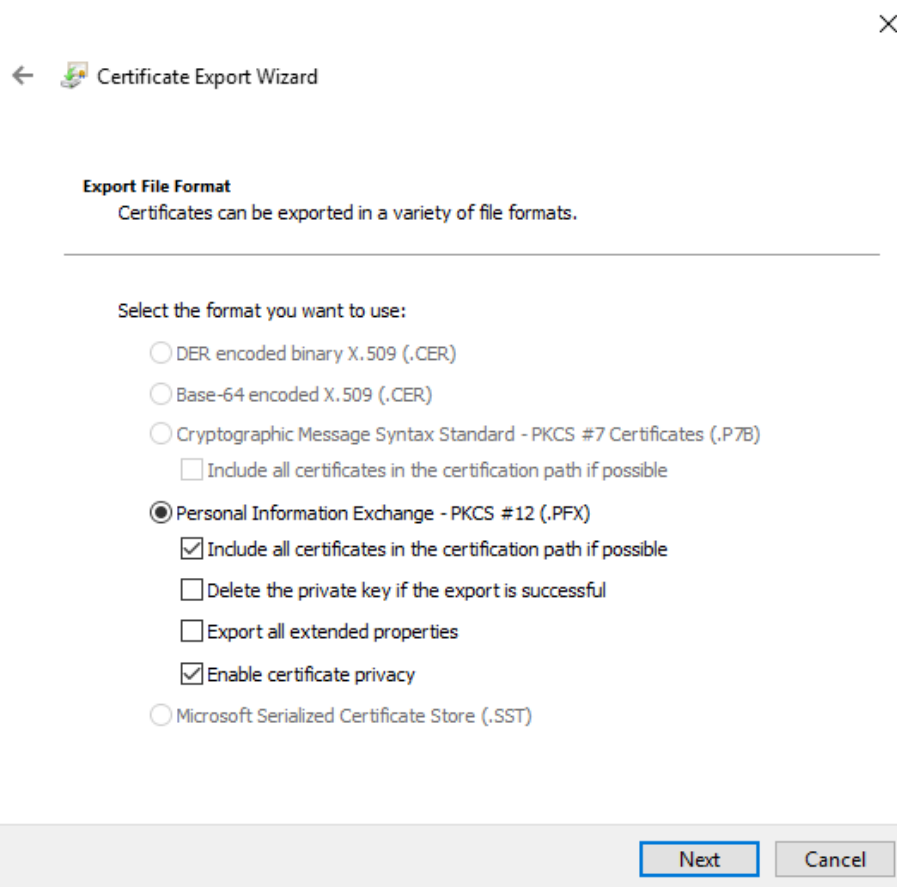 Certificate Export Wizard
Export File Format
Certificates can be exported in a variety of file formats.
Select the format you want to use:
DER encoded binary X.509 (.CER)
Base-64 encoded X.509 (.CER)
Cryptographic Message Syntax Standard - PKCS #7 Certificates (.P7B)
Include all certificates in the certification path if possible
Personal Information Exchange - PKCS #12 (.PFX)
Include all certificates in the certification path if possible
Delete the private key if the export is successful
Export all extended properties
Enable certificate privacy
Microsoft Serialized Certificate Store (.SST)
Next Cancel